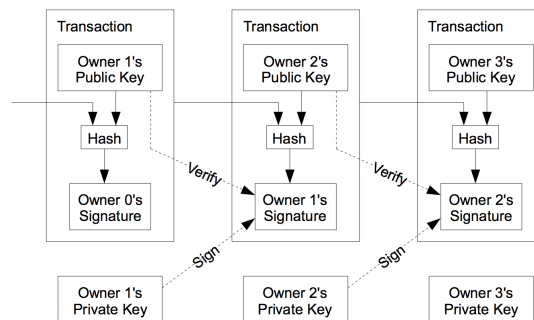 Transaction
Transaction
Transaction
Owner 1's
Public Key
Owner 2's
Public Key
Owner 3's
Public Key
Hash
Hash
Hash
Verify
Verify
Owner 0's
Signature
Owner 1's
Signature
Owner 2's
Signature
Sign
Sign
Owner 1's
Private Key
Owner 2's
Private Key
Owner 3's
Private Key